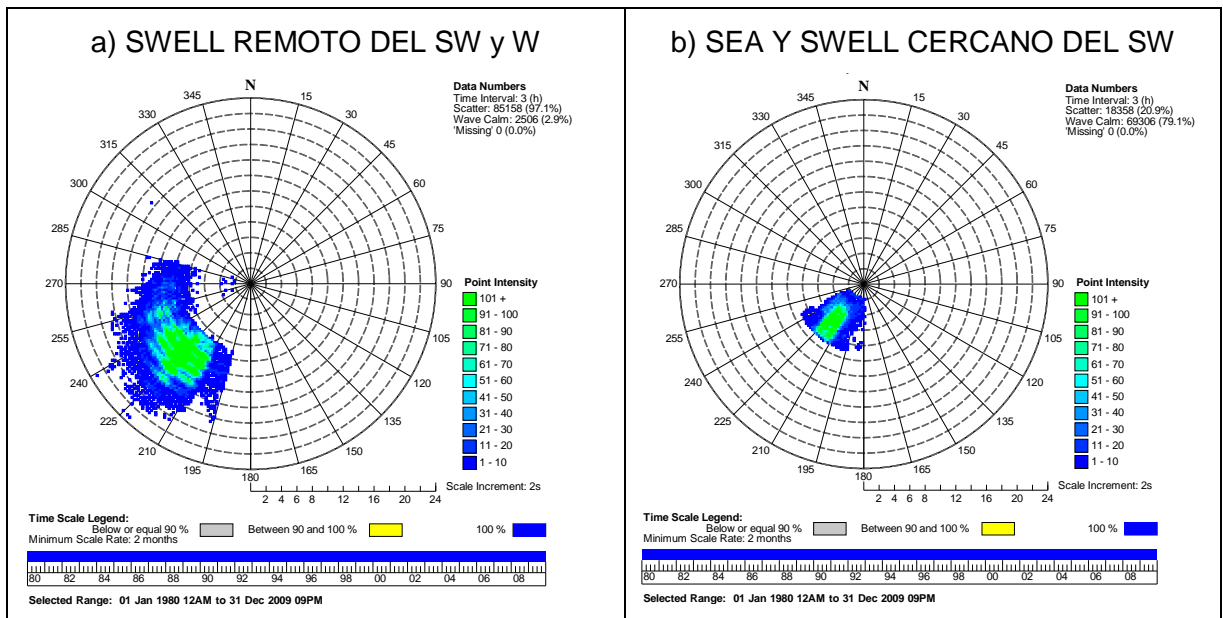 a) SWELL REMOTO DEL SW y W
N
15
30
45
60
75
90
105
120
135
150
165
180
195
210
225
240
255
270
285
300
315
330
345
Data Numbers
Time Interval: 3 (h)
Scatter: 85158 (97.1%)
Wave Calm: 2506 (2.9%)
'Missing' 0 (0.0%)
Point Intensity
101 +
91 - 100
81 - 90
71 - 80
61 - 70
51 - 60
41 - 50
31 - 40
21 - 30
11 - 20
1 - 10
Scale Increment: 2s
2 4 6 8 12 16 20 24
Time Scale Legend:
Below or equal 90 % Between 90 and 100 % 100 %
Minimum Scale Rate: 2 months
80 82 84 86 88 90 92 94 96 98 00 02 04 06 08
Selected Range: 01 Jan 1980 12AM to 31 Dec 2009 09PM
b) SEA Y SWELL CERCANO DEL SW
N
15
30
45
60
75
90
105
120
135
150
165
180
195
210
225
240
255
270
285
300
315
330
345
Data Numbers
Time Interval: 3 (h)
Scatter: 18358 (20.9%)
Wave Calm: 69306 (79.1%)
'Missing' 0 (0.0%)
Point Intensity
101 +
91 - 100
81 - 90
71 - 80
61 - 70
51 - 60
41 - 50
31 - 40
21 - 30
11 - 20
1 - 10
Scale Increment: 2s
2 4 6 8 12 16 20 24
Time Scale Legend:
Below or equal 90 % Between 90 and 100 % 100 %
Minimum Scale Rate: 2 months
80 82 84 86 88 90 92 94 96 98 00 02 04 06 08
Selected Range: 01 Jan 1980 12AM to 31 Dec 2009 09PM